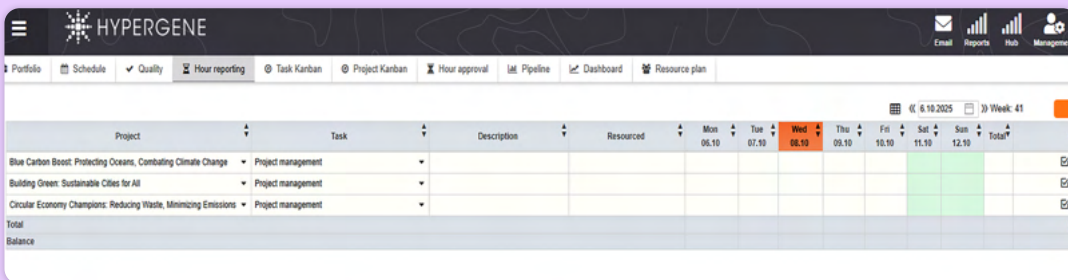 HYPERGENE
Email Reports Hub Manageme
Portfolio Schedule Quality Hour reporting Task Kanban Project Kanban Hour approval Pipeline Dashboard Resource plan
6.10.2025 Week: 41
Project Task Description Resourced Mon 06.10 Tue 07.10 Wed 08.10 Thu 09.10 Fri 10.10 Sat 11.10 Sun 12.10 Total
Blue Carbon Boost: Protecting Oceans, Combating Climate Change Project management
Building Green: Sustainable Cities for All Project management
Circular Economy Champions: Reducing Waste, Minimizing Emissions Project management
Total
Balance